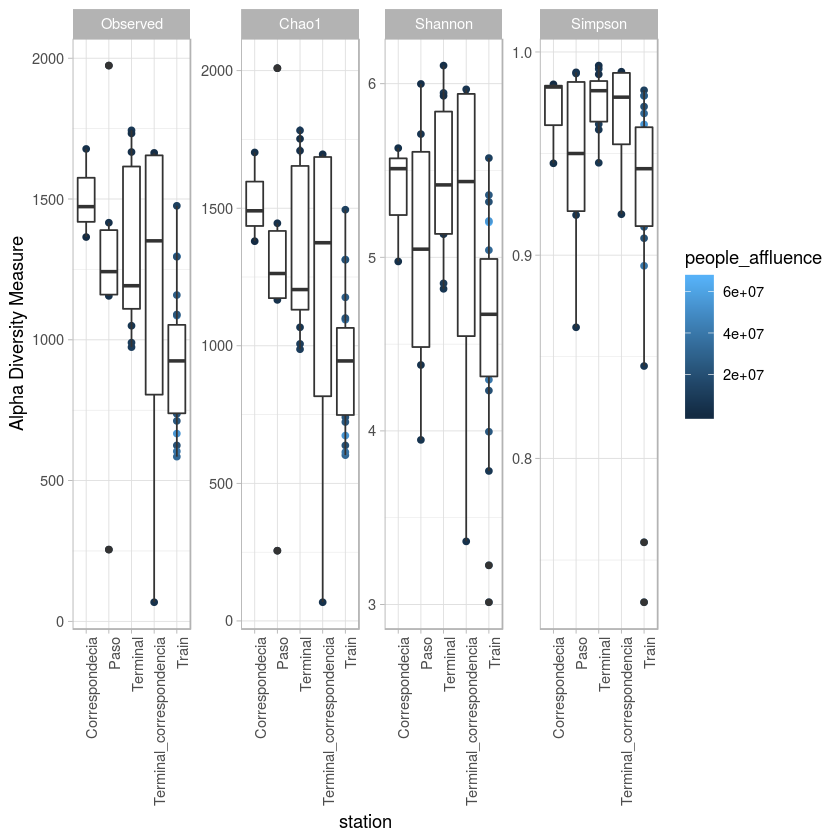 Observed
Chao1
Shannon
Simpson
Alpha Diversity Measure
2000
1500
1000
500
0
2000
1500
1000
500
0
6
5
4
3
1.0
0.9
0.8
Correspondecia
Paso
Terminal
Terminal_correspondencia
Train
Correspondecia
Paso
Terminal
Terminal_correspondencia
Train
Correspondecia
Paso
Terminal
Terminal_correspondencia
Train
Correspondecia
Paso
Terminal
Terminal_correspondencia
Train
station
people_affluence
6e+07
4e+07
2e+07